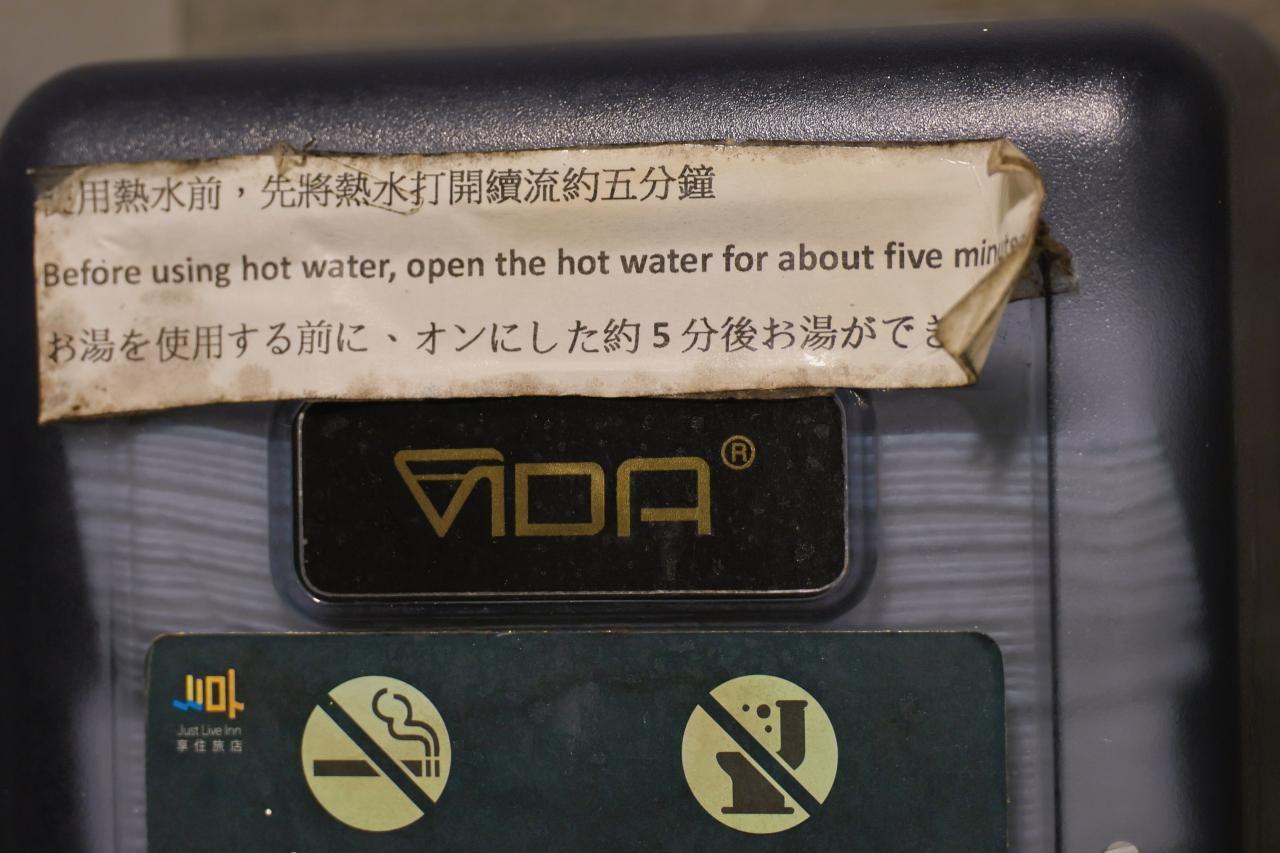 使用熱水前，先將熱水打開續流約五分鐘
Before using hot water, open the hot water for about five minutes
お湯を使用する前に、オンにした約 5 分後お湯ができ
VIDA®
Just Live Inn
享住旅店